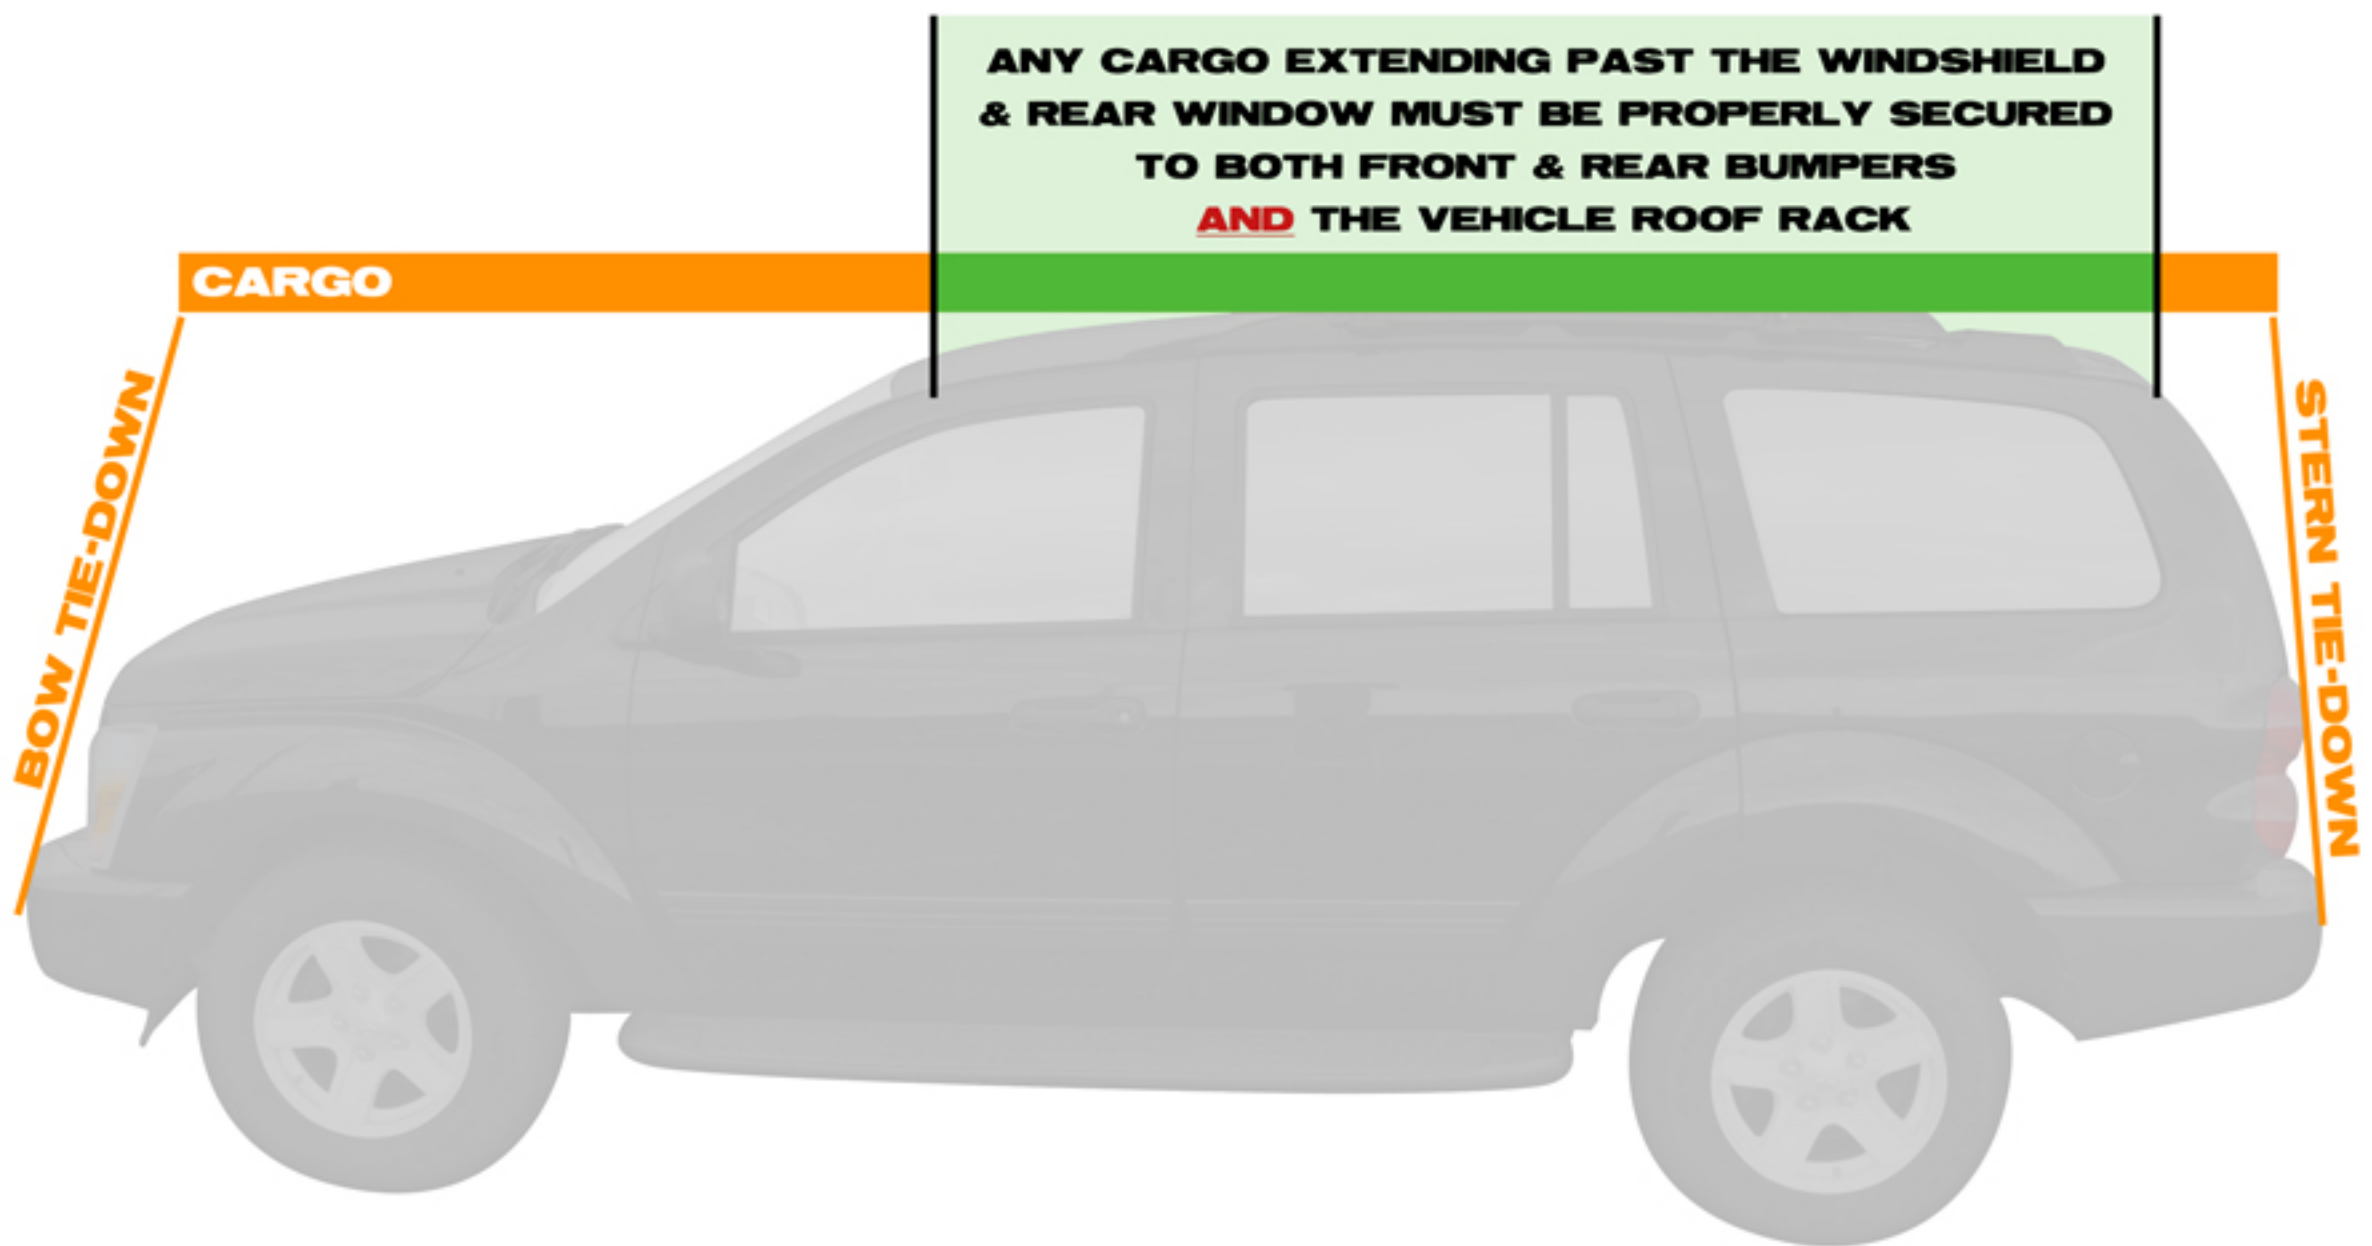 ANY CARGO EXTENDING PAST THE WINDSHIELD
& REAR WINDOW MUST BE PROPERLY SECURED
TO BOTH FRONT & REAR BUMPERS
AND THE VEHICLE ROOF RACK
CARGO
BOW TIE-DOWN
STERN TIE-DOWN